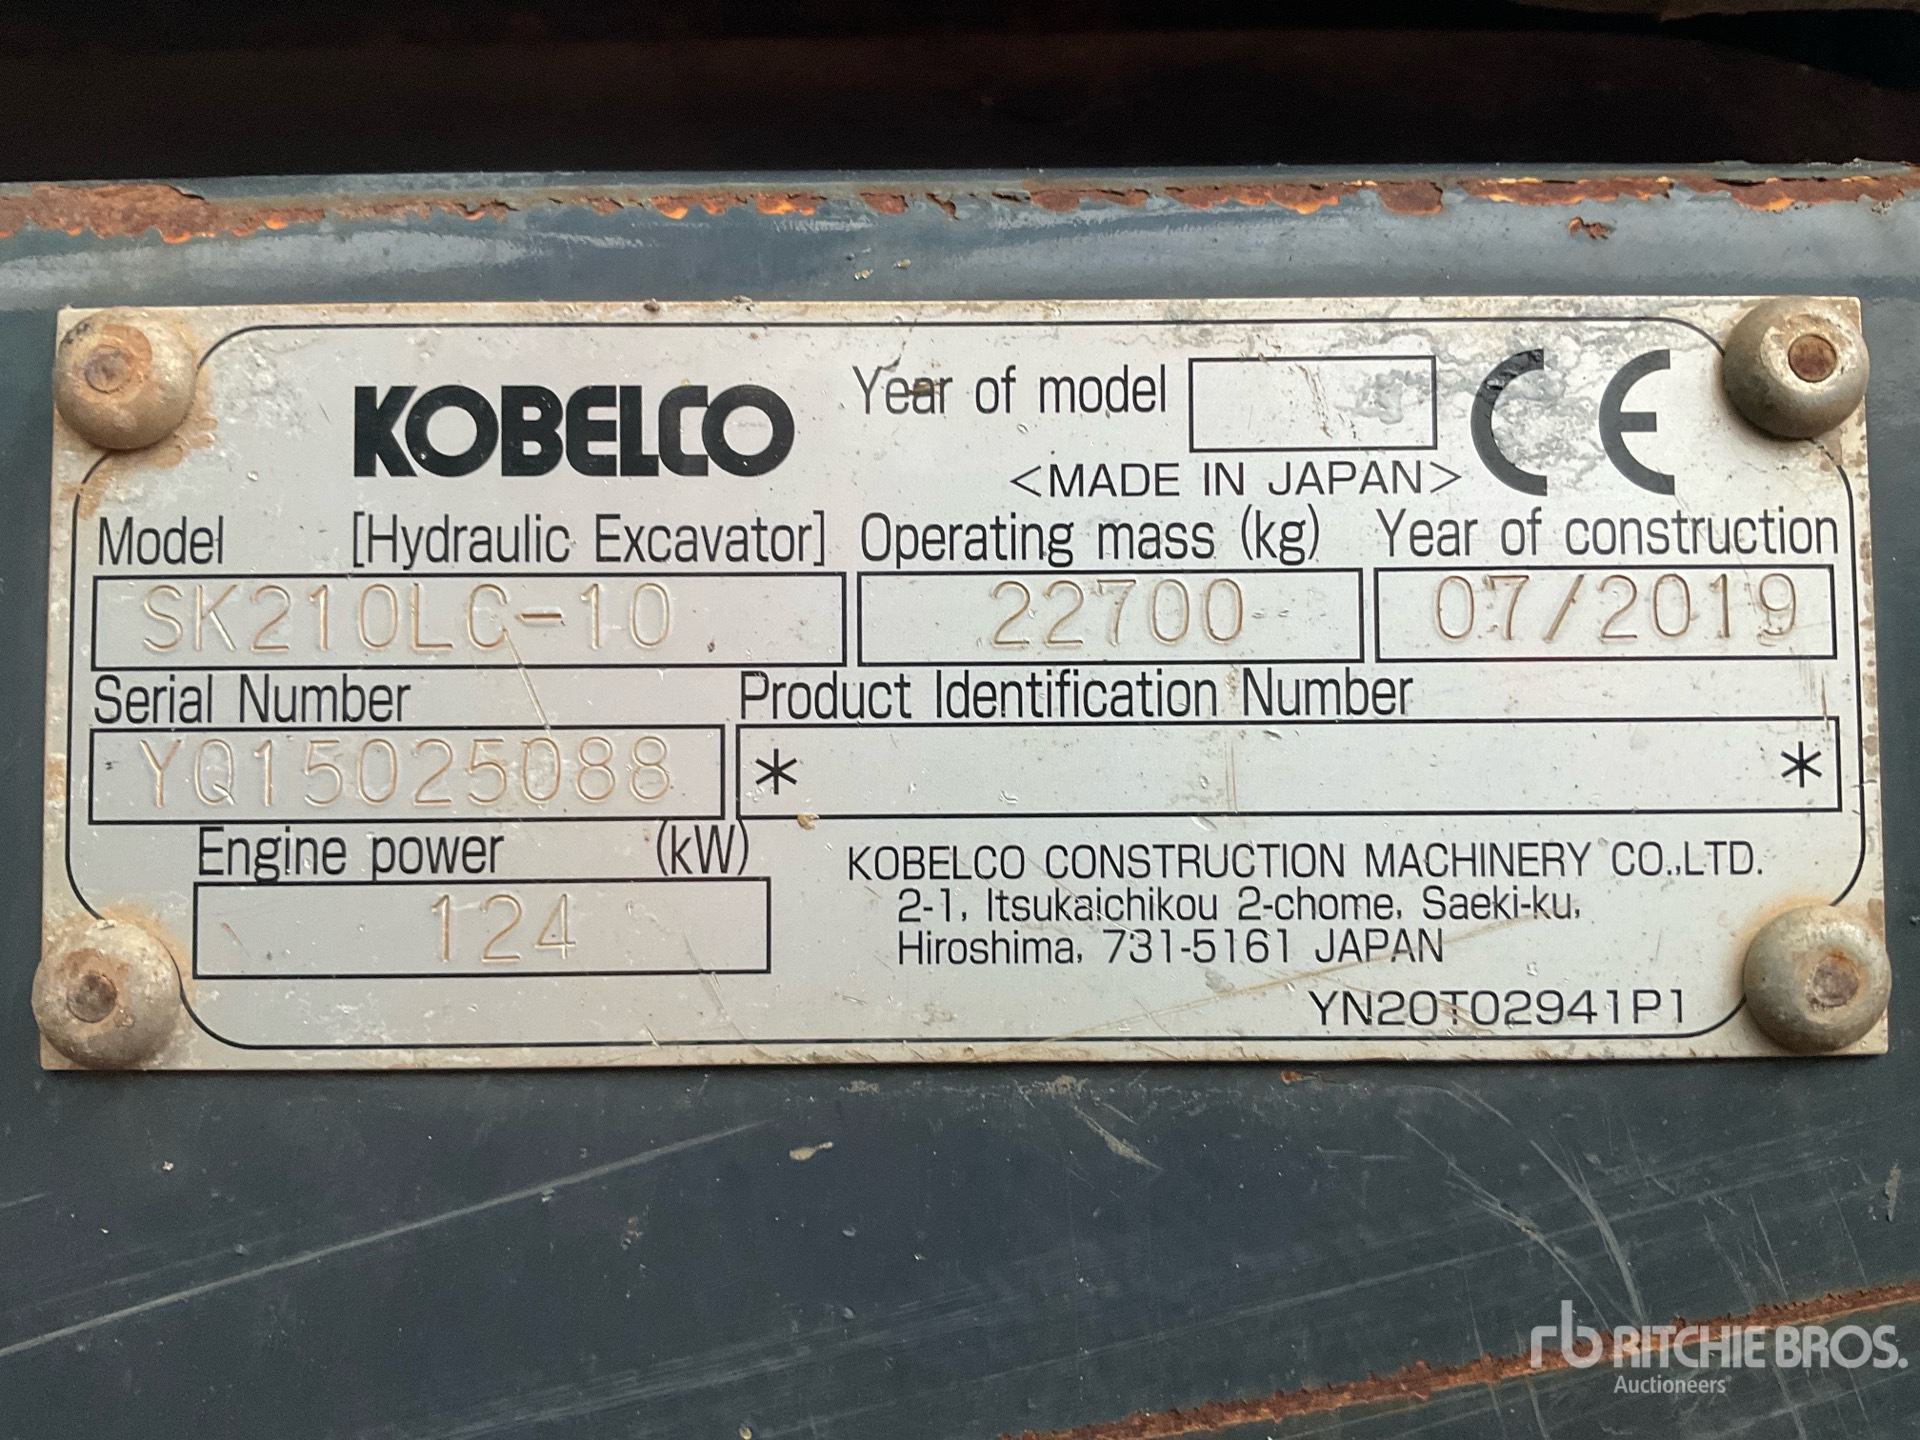 KOBELCO
Year of model
CE
<MADE IN JAPAN>
Model [Hydraulic Excavator] Operating mass (kg) Year of construction
SK210LC-10 22700 07/2019
Serial Number Product Identification Number
YQ15025088 * *
Engine power (kW)
124
KOBELCO CONSTRUCTION MACHINERY CO.,LTD.
2-1, Itsukaichikou 2-chome, Saeki-ku,
Hiroshima, 731-5161 JAPAN
YN20T02941P1
rb RITCHIE BROS.
Auctioneers